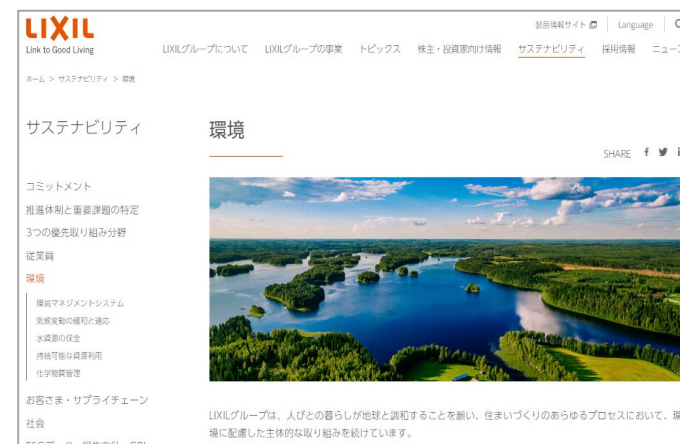 LIXIL
Link to Good Living
製品情報サイト
Language
LIXILグループについて
LIXILグループの事業
トピックス
株主・投資家向け情報
サステナビリティ
採用情報
ニュース
ホーム > サステナビリティ > 環境
サステナビリティ
環境
SHARE
コミットメント
推進体制と重要課題の特定
3つの優先取り組み分野
従業員
環境
環境マネジメントシステム
気候変動の緩和と適応
水資源の保全
持続可能な資源利用
化学物質管理
お客さま・サプライチェーン
社会
LIXILグループは、人びとの暮らしが地球と調和することを願い、住まいづくりのあらゆるプロセスにおいて、環
境に配慮した主体的な取り組みを続けています。